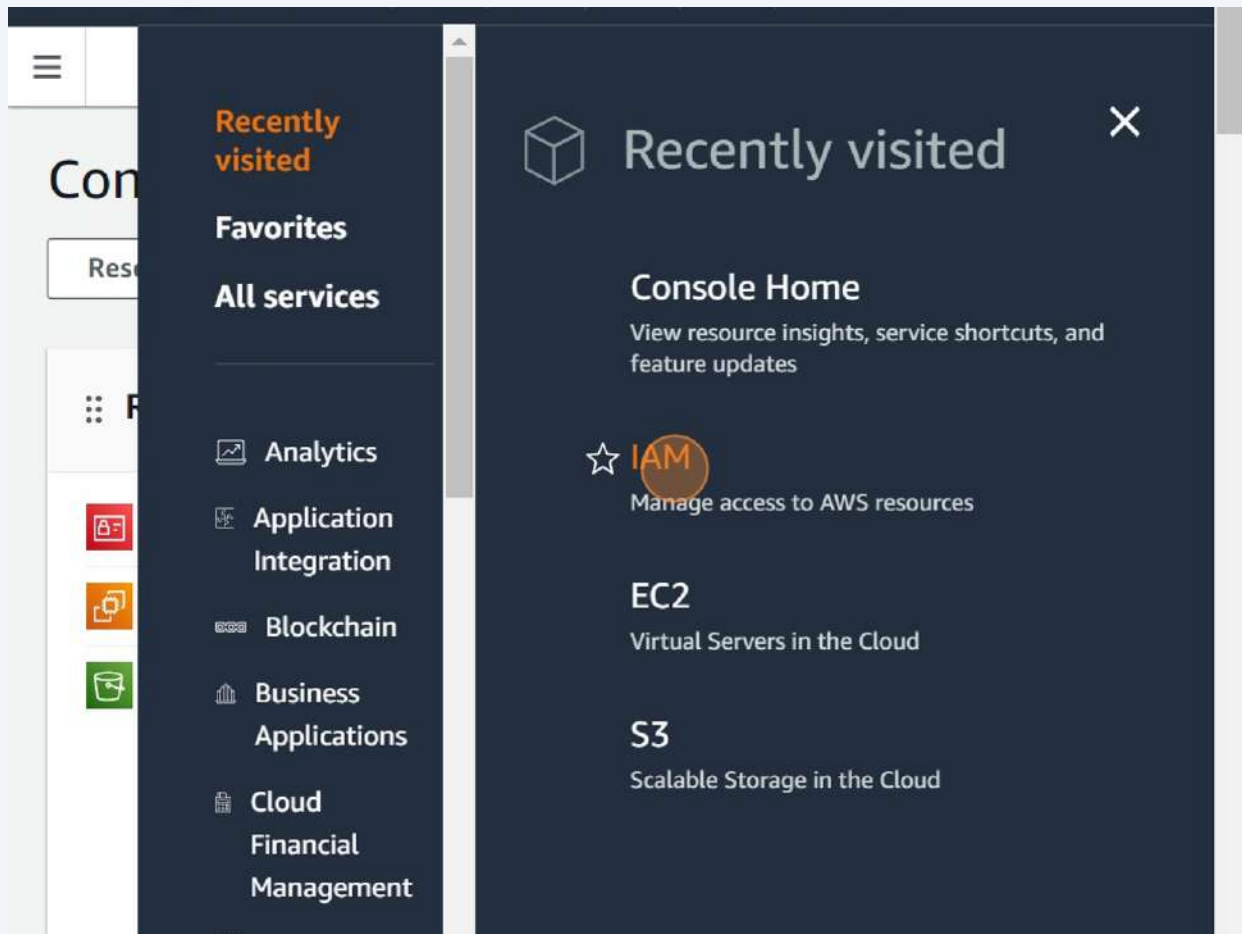 Con
Rese
Recently
visited
Favorites
All services
Analytics
Application
Integration
Blockchain
Business
Applications
Cloud
Financial
Management
Recently visited
Console Home
View resource insights, service shortcuts, and
feature updates
IAM
Manage access to AWS resources
EC2
Virtual Servers in the Cloud
S3
Scalable Storage in the Cloud